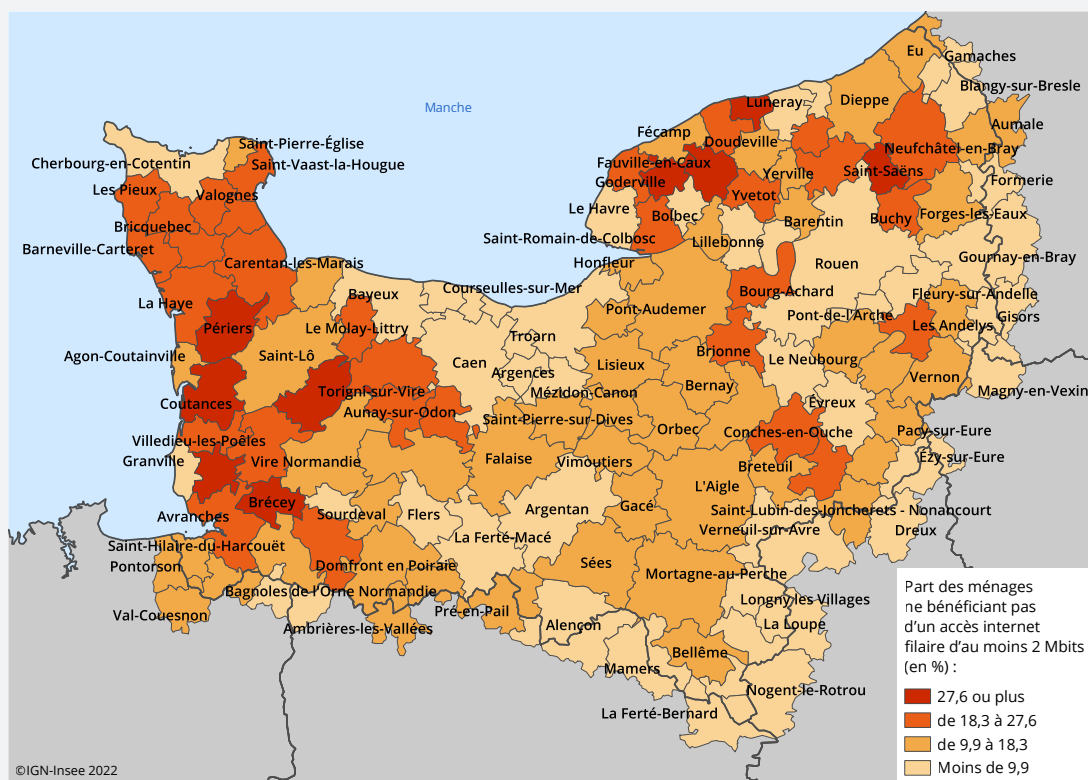 Manche
Eu
Gamaches
Blangy-sur-Bresle
Luneray
Dieppe
Aumale
Fécamp
Doudeville
Neufchâtel-en-Bray
Saint-Pierre-Église
Cherbourg-en-Cotentin
Saint-Vaast-la-Hougue
Fauville-en-Caux
Yerville
Saint-Saëns
Formerie
Les Pieux
Valognes
Goderville
Yvetot
Le Havre
Bolbec
Barentin
Buchy
Forges-les-Eaux
Bricquebec
Saint-Romain-de-Colbosc
Lillebonne
Barneville-Carteret
Carentan-les-Marais
Honfleur
Rouen
Gournay-en-Bray
Courseulles-sur-Mer
Bayeux
Bourg-Achard
Fleury-sur-Andelle
La Haye
Pont-Audemer
Pont-de-l'Arche
Gisors
Périers
Le Molay-Littry
Troarn
Les Andelys
Agon-Coutainville
Saint-Lô
Caen
Argences
Lisieux
Brionne
Le Neubourg
Vernon
Torigni-sur-Vire
Mézidon-Canon
Bernay
Magny-en-Vexin
Coutances
Aunay-sur-Odon
Saint-Pierre-sur-Dives
Orbec
Évreux
Villedieu-les-Poêles
Conches-en-Ouche
Pacy-sur-Eure
Granville
Vire Normandie
Falaise
Vimoutiers
Breteuil
Ézy-sur-Eure
Brécey
L'Aigle
Avranches
Sourdeval
Flers
Argentan
Gacé
Saint-Lubin-des-Joncherets - Nonancourt
Verneuil-sur-Avre
Dreux
Saint-Hilaire-du-Harcouët
La Ferté-Macé
Pontorson
Domfront en Poiraie
Sées
Mortagne-au-Perche
Bagnoles de l'Orne Normandie
Val-Couesnon
Pré-en-Pail
Longny les Villages
Ambrières-les-Vallées
Alençon
La Loupe
Bellême
Mamers
Nogent-le-Rotrou
La Ferté-Bernard
Part des ménages
ne bénéficiant pas
d'un accès internet
filaire d'au moins 2 Mbits
(en %) :
27,6 ou plus
de 18,3 à 27,6
de 9,9 à 18,3
Moins de 9,9
©IGN-Insee 2022